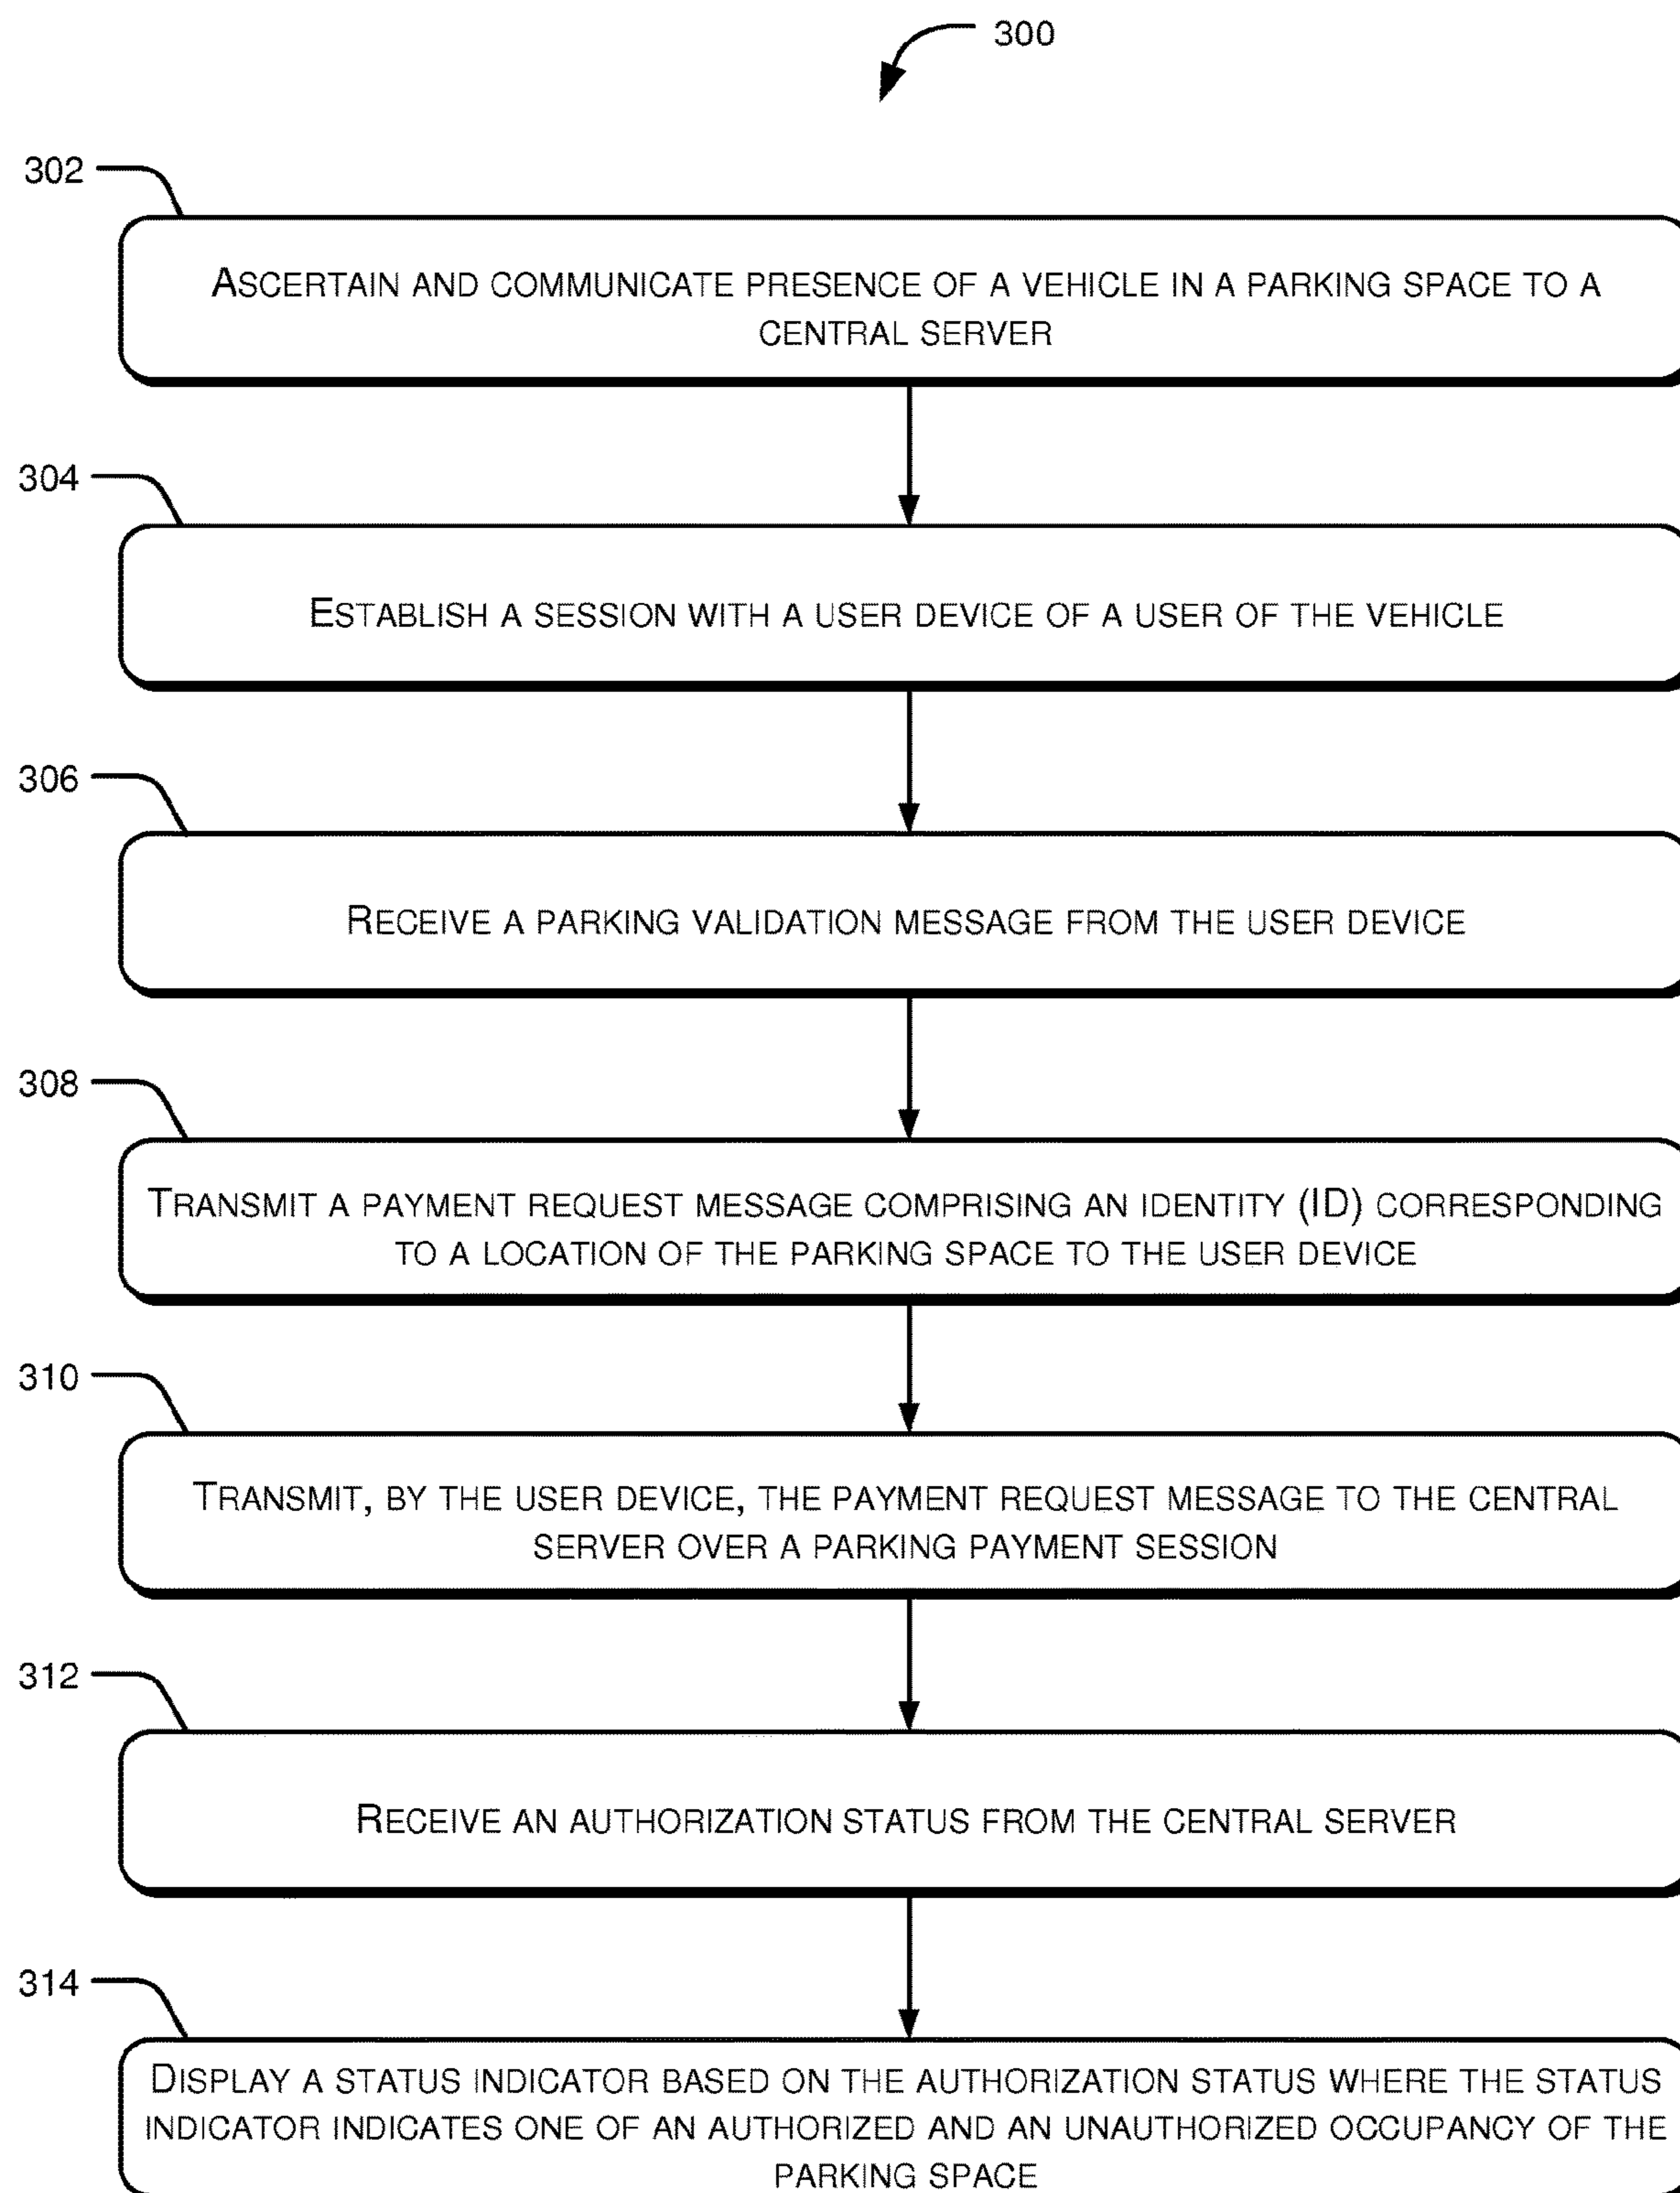 300
302
ASCERTAIN AND COMMUNICATE PRESENCE OF A VEHICLE IN A PARKING SPACE TO A
CENTRAL SERVER
304
ESTABLISH A SESSION WITH A USER DEVICE OF A USER OF THE VEHICLE
306
RECEIVE A PARKING VALIDATION MESSAGE FROM THE USER DEVICE
308
TRANSMIT A PAYMENT REQUEST MESSAGE COMPRISING AN IDENTITY (ID) CORRESPONDING
TO A LOCATION OF THE PARKING SPACE TO THE USER DEVICE
310
TRANSMIT, BY THE USER DEVICE, THE PAYMENT REQUEST MESSAGE TO THE CENTRAL
SERVER OVER A PARKING PAYMENT SESSION
312
RECEIVE AN AUTHORIZATION STATUS FROM THE CENTRAL SERVER
314
DISPLAY A STATUS INDICATOR BASED ON THE AUTHORIZATION STATUS WHERE THE STATUS
INDICATOR INDICATES ONE OF AN AUTHORIZED AND AN UNAUTHORIZED OCCUPANCY OF THE
PARKING SPACE